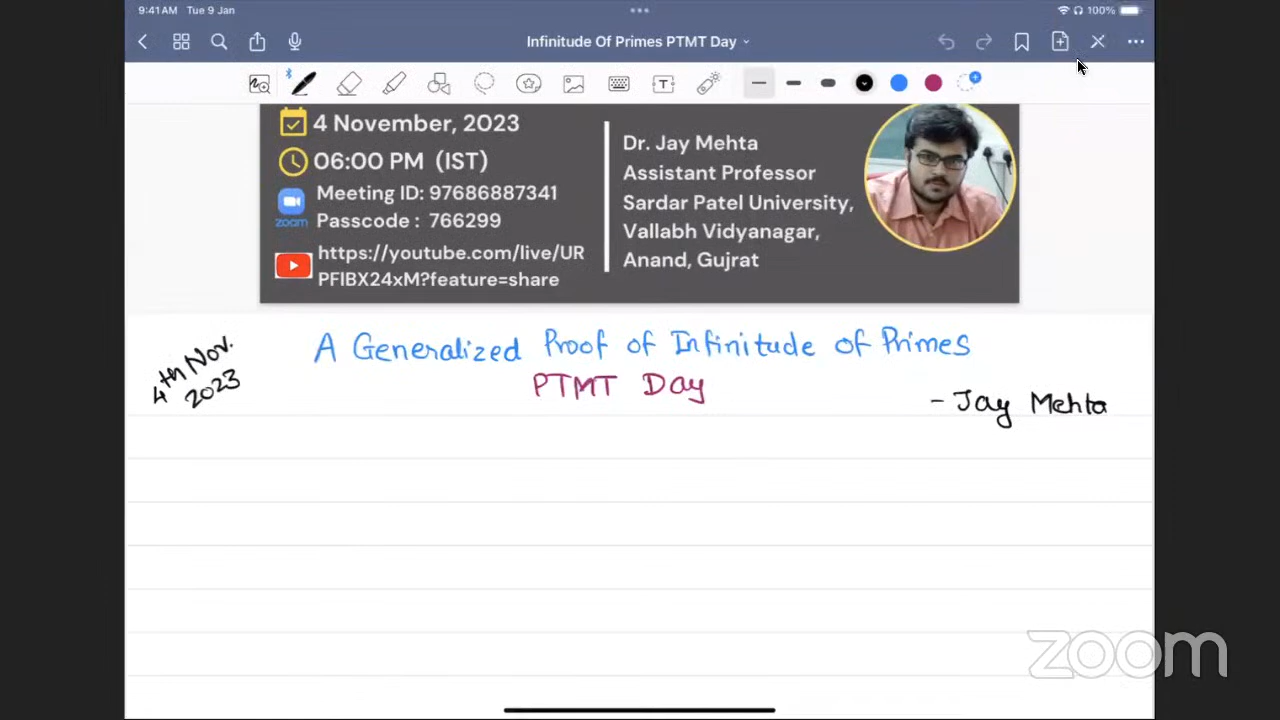 9:41 AM Tue 9 Jan
100%
Infinitude Of Primes PTMT Day
T
4 November, 2023
06:00 PM (IST)
Meeting ID: 97686887341
Passcode : 766299
zoom
https://youtube.com/live/UR
PFIBX24xM?feature=share
Dr. Jay Mehta
Assistant Professor
Sardar Patel University,
Vallabh Vidyanagar,
Anand, Gujrat
4th Nov.
2023
A Generalized Proof of Infinitude of Primes
PTMT Day
- Jay Mehta
zoom